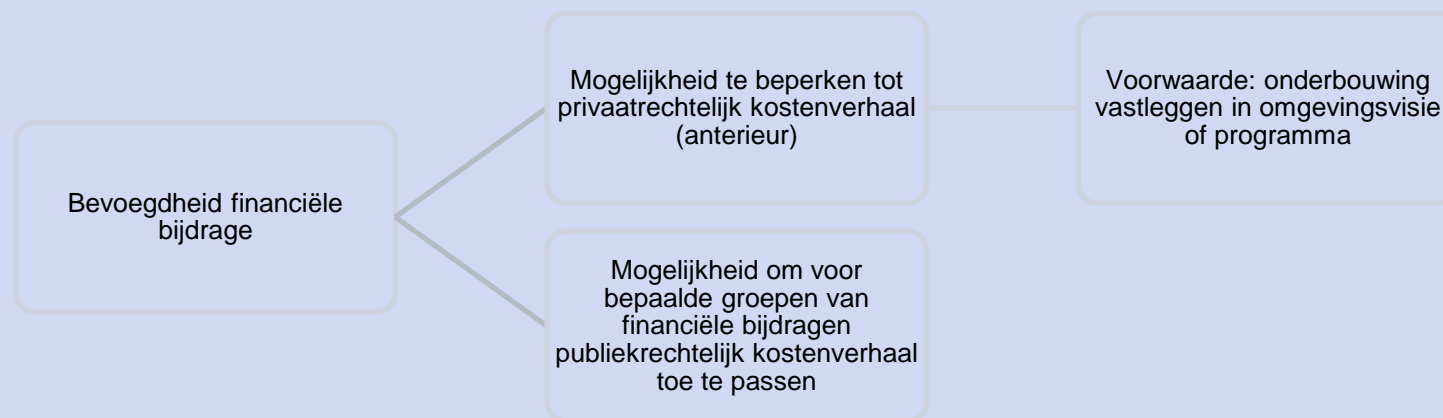 Bevoegdheid financiële
bijdrage
Mogelijkheid te beperken tot
privaatrechtelijk kostenverhaal
(anterieur)
Voorwaarde: onderbouwing
vastleggen in omgevingsvisie
of programma
Mogelijkheid om voor
bepaalde groepen van
financiële bijdragen
publiekrechtelijk kostenverhaal
toe te passen